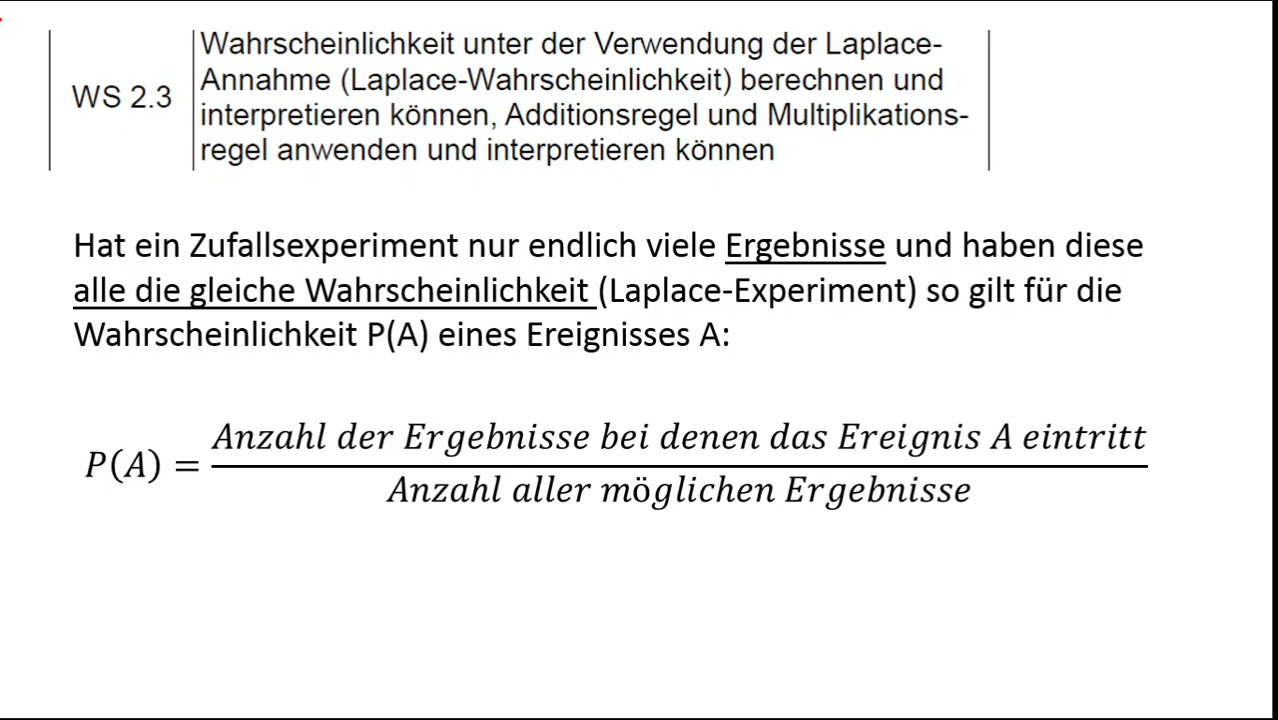 WS 2.3
Wahrscheinlichkeit unter der Verwendung der Laplace-
Annahme (Laplace-Wahrscheinlichkeit) berechnen und
interpretieren können, Additionsregel und Multiplikations-
regel anwenden und interpretieren können
Hat ein Zufallsexperiment nur endlich viele Ergebnisse und haben diese
alle die gleiche Wahrscheinlichkeit (Laplace-Experiment) so gilt für die
Wahrscheinlichkeit P(A) eines Ereignisses A:
Anzahl der Ergebnisse bei denen das Ereignis A eintritt
P(A) =
Anzahl aller möglichen Ergebnisse